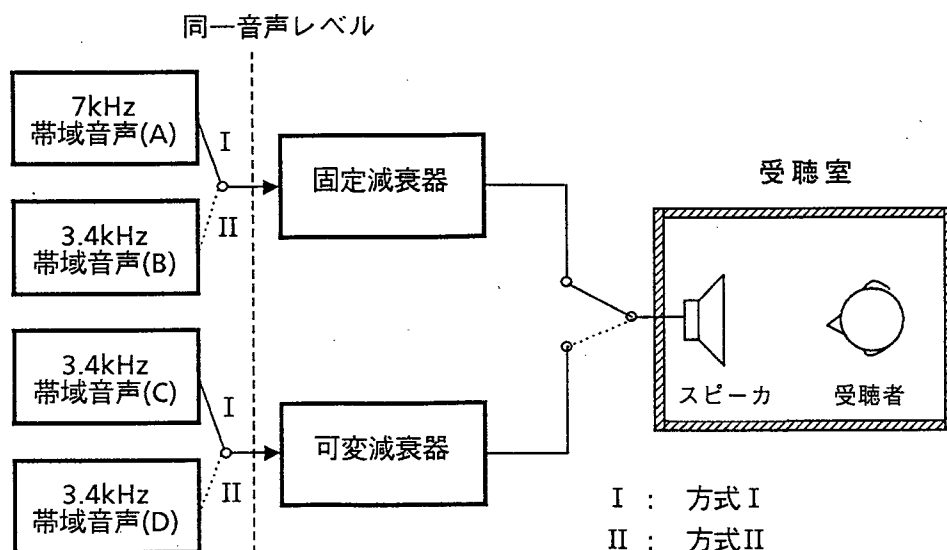 同一音声レベル
7kHz
帯域音声(A)
I
II
3.4kHz
帯域音声(B)
固定減衰器
受聴室
スピーカ
受聴者
3.4kHz
帯域音声(C)
I
II
3.4kHz
帯域音声(D)
可変減衰器
I : 方式I
II : 方式II